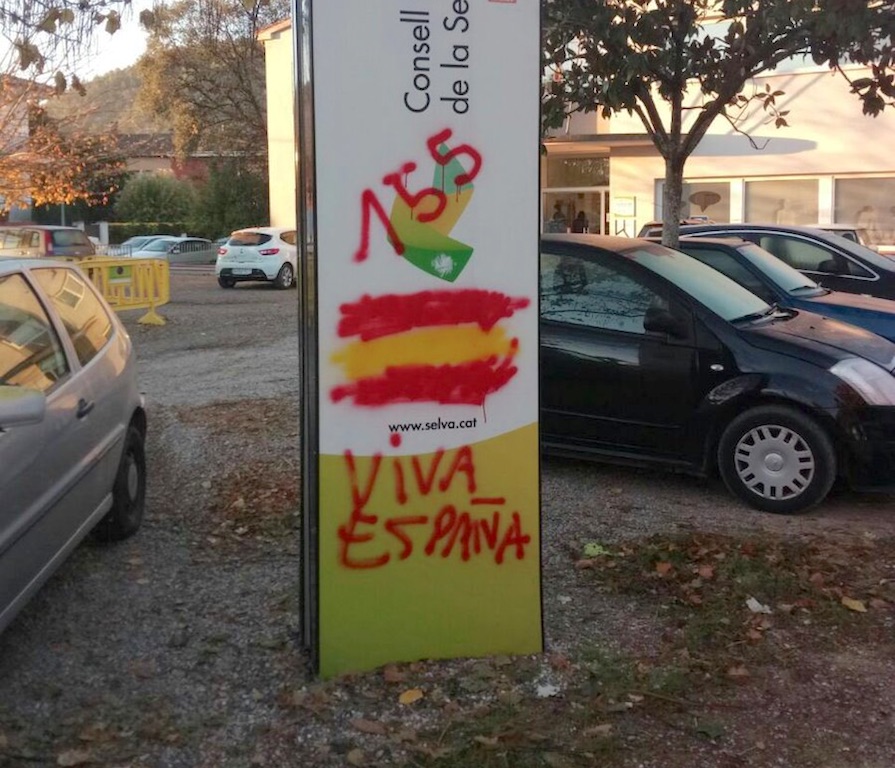 Consell
de la Se
155
www.selva.cat
VIVA
ESPAÑA